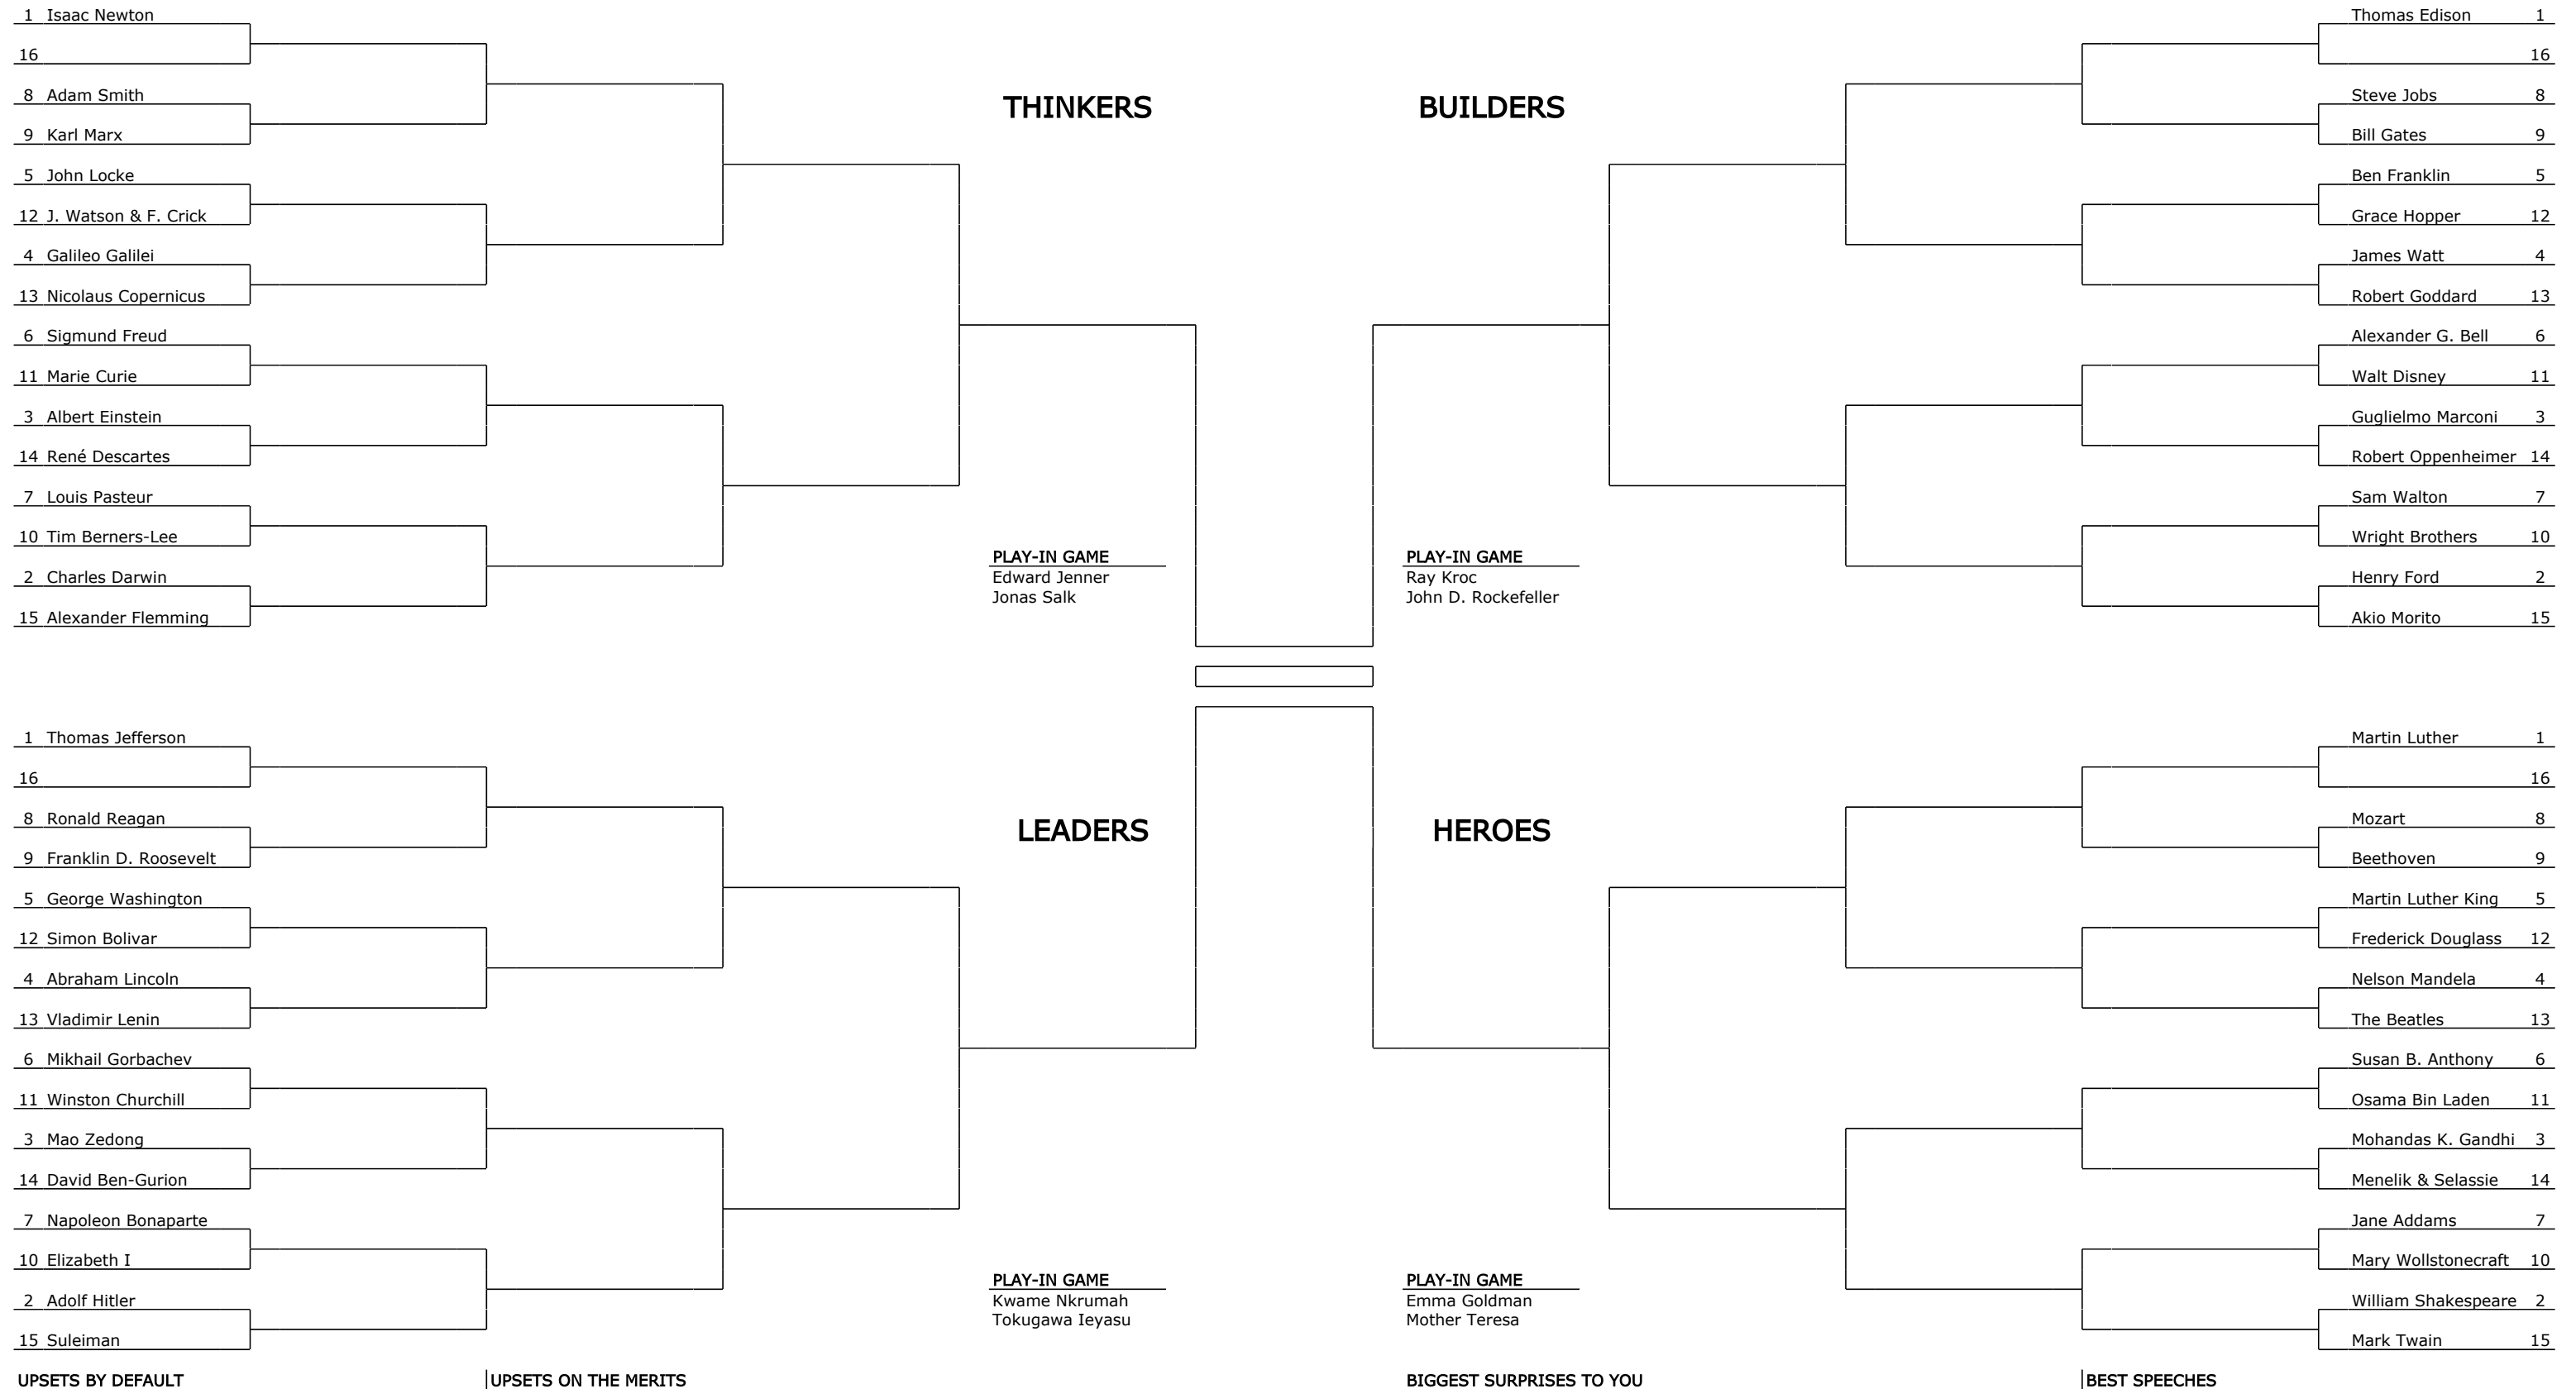 1 Isaac Newton
16
8 Adam Smith
9 Karl Marx
5 John Locke
12 J. Watson & F. Crick
4 Galileo Galilei
13 Nicolaus Copernicus
6 Sigmund Freud
11 Marie Curie
3 Albert Einstein
14 René Descartes
7 Louis Pasteur
10 Tim Berners-Lee
2 Charles Darwin
15 Alexander Flemming
THINKERS
PLAY-IN GAME
Edward Jenner
Jonas Salk
BUILDERS
PLAY-IN GAME
Ray Kroc
John D. Rockefeller
Thomas Edison 1
16
Steve Jobs 8
Bill Gates 9
Ben Franklin 5
Grace Hopper 12
James Watt 4
Robert Goddard 13
Alexander G. Bell 6
Walt Disney 11
Guglielmo Marconi 3
Robert Oppenheimer 14
Sam Walton 7
Wright Brothers 10
Henry Ford 2
Akio Morito 15
1 Thomas Jefferson
16
8 Ronald Reagan
9 Franklin D. Roosevelt
5 George Washington
12 Simon Bolivar
4 Abraham Lincoln
13 Vladimir Lenin
6 Mikhail Gorbachev
11 Winston Churchill
3 Mao Zedong
14 David Ben-Gurion
7 Napoleon Bonaparte
10 Elizabeth I
2 Adolf Hitler
15 Suleiman
LEADERS
PLAY-IN GAME
Kwame Nkrumah
Tokugawa Ieyasu
HEROES
PLAY-IN GAME
Emma Goldman
Mother Teresa
Martin Luther 1
16
Mozart 8
Beethoven 9
Martin Luther King 5
Frederick Douglass 12
Nelson Mandela 4
The Beatles 13
Susan B. Anthony 6
Osama Bin Laden 11
Mohandas K. Gandhi 3
Menelik & Selassie 14
Jane Addams 7
Mary Wollstonecraft 10
William Shakespeare 2
Mark Twain 15
UPSETS BY DEFAULT
UPSETS ON THE MERITS
BIGGEST SURPRISES TO YOU
BEST SPEECHES